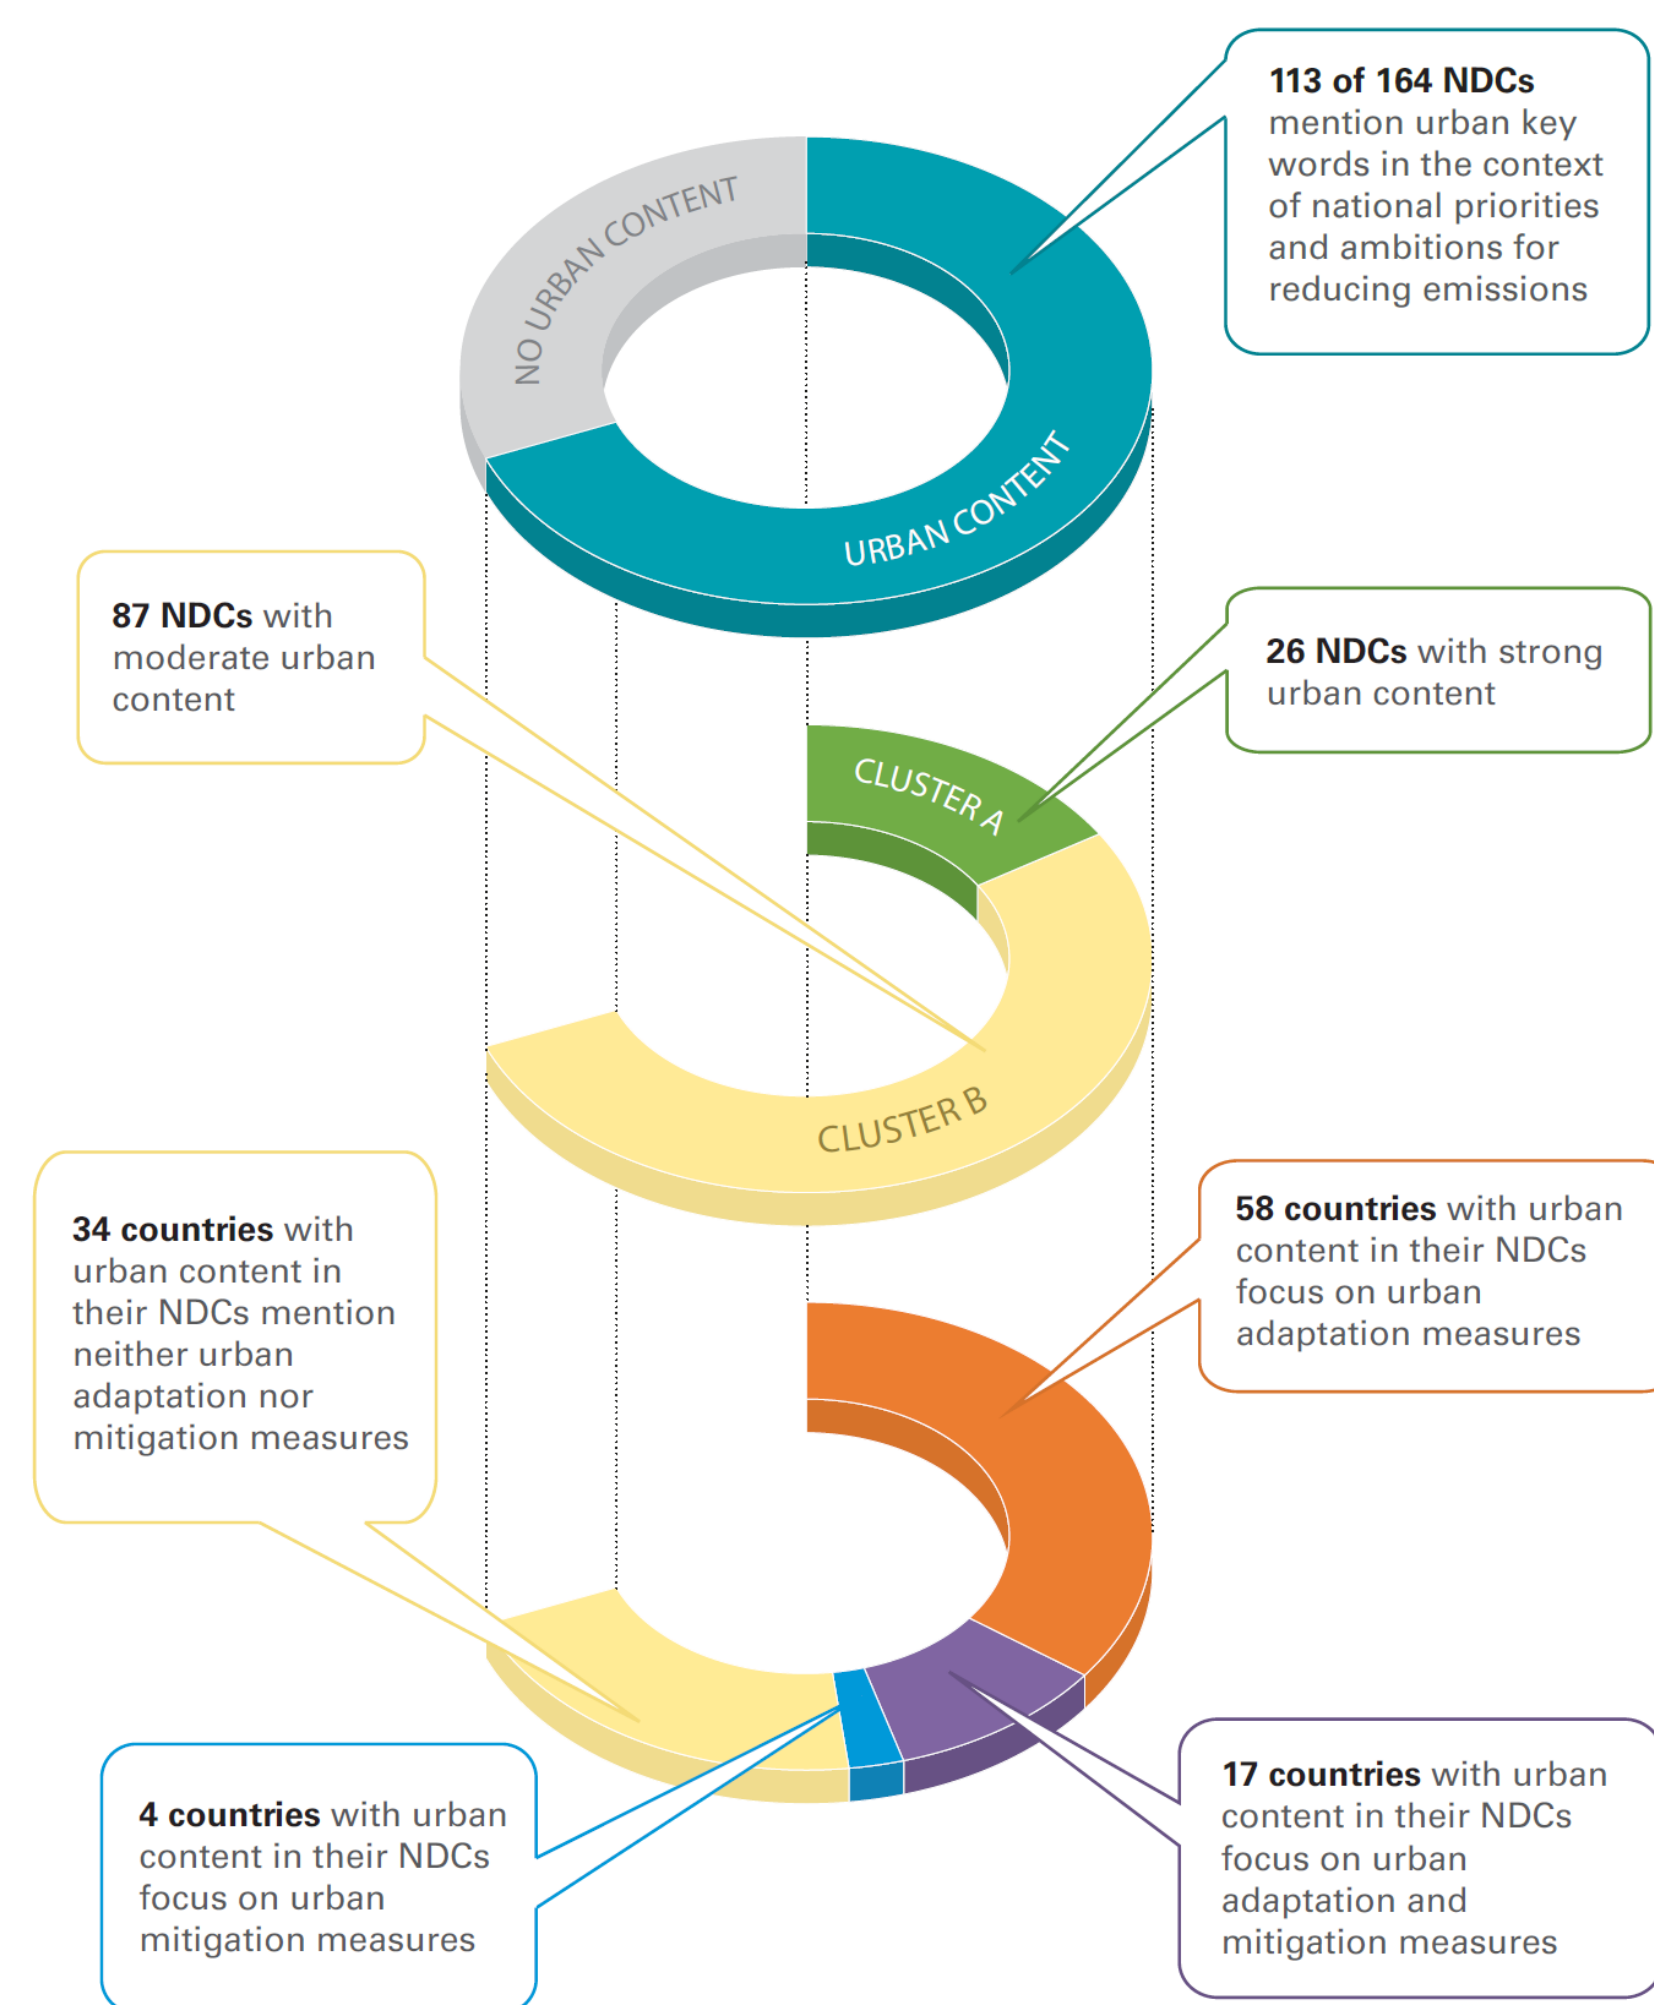 113 of 164 NDCs
mention urban key
words in the context
of national priorities
and ambitions for
reducing emissions
NO URBAN CONTENT
URBAN CONTENT
87 NDCs with
moderate urban
content
26 NDCs with strong
urban content
CLUSTER A
CLUSTER B
34 countries with
urban content in
their NDCs mention
neither urban
adaptation nor
mitigation measures
58 countries with urban
content in their NDCs
focus on urban
adaptation measures
4 countries with urban
content in their NDCs
focus on urban
mitigation measures
17 countries with urban
content in their NDCs
focus on urban
adaptation and
mitigation measures